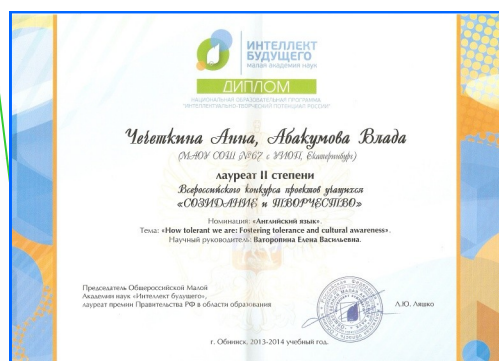 ИНТЕЛЛЕКТ
БУДУЩЕГО
малая академия наук
ДИПЛОМ
НАЦИОНАЛЬНАЯ ОБРАЗОВАТЕЛЬНАЯ ПРОГРАММА
"ИНТЕЛЛЕКТУАЛЬНО-ТВОРЧЕСКИЙ ПОТЕНЦИАЛ РОССИИ"
Чечеткина Анна, Абакумова Влада
(МАОУ СОШ №67 с УИОП, Екатеринбург)
лауреат II степени
Всероссийского конкурса проектов учащихся
«СОЗИДАНИЕ и ТВОРЧЕСТВО»
Номинация: «Английский язык».
Тема: «How tolerant we are: Fostering tolerance and cultural awareness».
Научный руководитель: Ваторопина Елена Васильевна.
Председатель Общероссийской Малой
Академии наук «Интеллект будущего»,
лауреат премии Правительства РФ в области образования
Л.Ю. Ляшко
г. Обнинск, 2013-2014 учебный год.